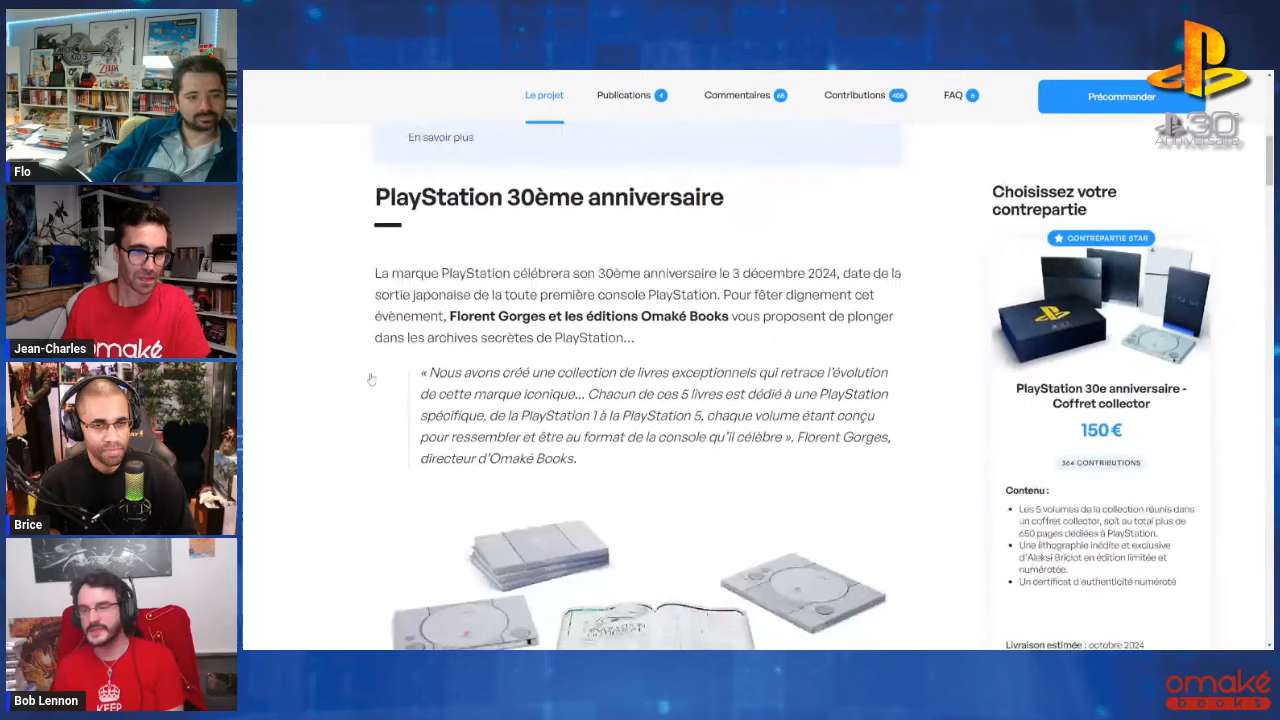 Flo
Jean-Charles
omaké
Brice
KEEP
Bob Lennon
Le projet
Publications 4
Commentaires 66
Contributions 405
FAQ 6
Précommander
30e
Anniversaire
En savoir plus
PlayStation 30ème anniversaire
La marque PlayStation célébrera son 30ème anniversaire le 3 décembre 2024, date de la
sortie japonaise de la toute première console PlayStation. Pour fêter dignement cet
évènement, Florent Gorges et les éditions Omaké Books vous proposent de plonger
dans les archives secrètes de PlayStation...
« Nous avons créé une collection de livres exceptionnels qui retrace l'évolution
de cette marque iconique... Chacun de ces 5 livres est dédié à une PlayStation
spécifique, de la PlayStation 1 à la PlayStation 5, chaque volume étant conçu
pour ressembler et être au format de la console qu'il célèbre ». Florent Gorges,
directeur d'Omaké Books.
Choisissez votre
contrepartie
CONTREPARTIE STAR
PlayStation 30e anniversaire -
Coffret collector
150 €
364 CONTRIBUTIONS
Contenu :
Les 5 volumes de la collection réunis dans
un coffret collector, soit au total plus de
650 pages dédiées à PlayStation.
Une lithographie inédite et exclusive
d'Aleksi Briclot en édition limitée et
numérotée.
Un certificat d'authenticité numéroté
Livraison estimée : octobre 2024
omaké
books